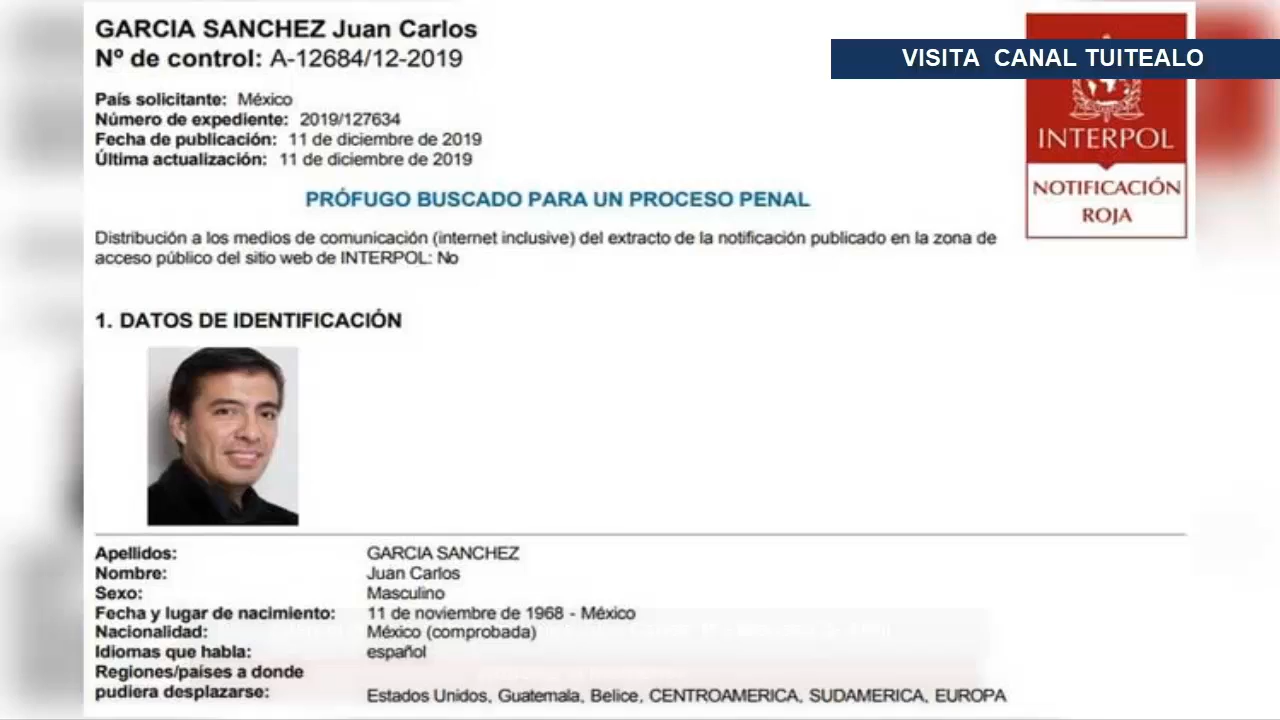 GARCIA SANCHEZ Juan Carlos
Nº de control: A-12684/12-2019
VISITA CANAL TUITEALO
País solicitante: México
Número de expediente: 2019/127634
Fecha de publicación: 11 de diciembre de 2019
Última actualización: 11 de diciembre de 2019
INTERPOL
NOTIFICACIÓN
ROJA
PRÓFUGO BUSCADO PARA UN PROCESO PENAL
Distribución a los medios de comunicación (internet inclusive) del extracto de la notificación publicado en la zona de
acceso público del sitio web de INTERPOL: No
1. DATOS DE IDENTIFICACIÓN
Apellidos: GARCIA SANCHEZ
Nombre: Juan Carlos
Sexo: Masculino
Fecha y lugar de nacimiento: 11 de noviembre de 1968 - México
Nacionalidad: México (comprobada)
Idiomas que habla: español
Regiones/países a donde
pudiera desplazarse: Estados Unidos, Guatemala, Belice, CENTROAMERICA, SUDAMERICA, EUROPA